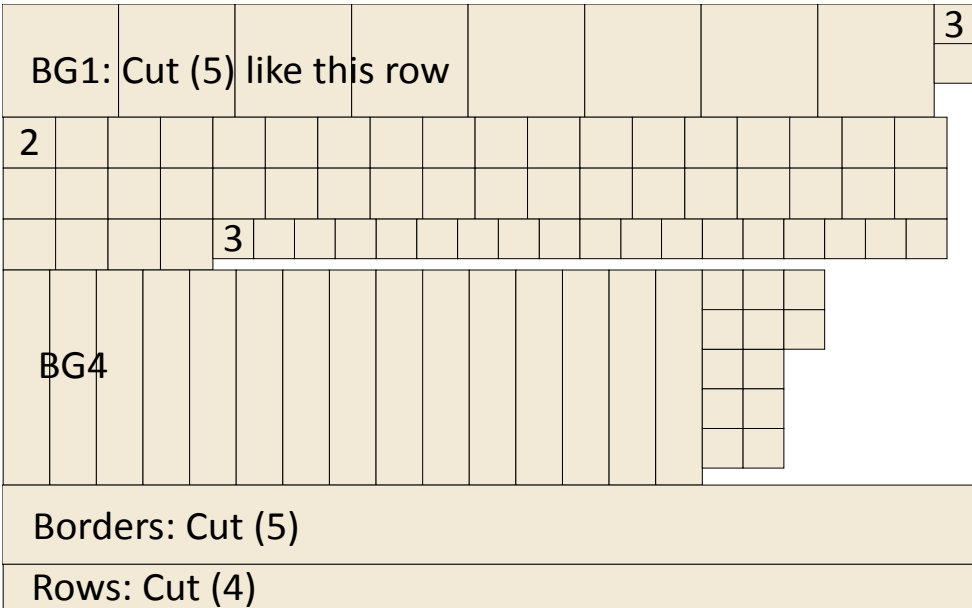 3
BG1: Cut (5) like this row
2
3
BG4
Borders: Cut (5)
Rows: Cut (4)